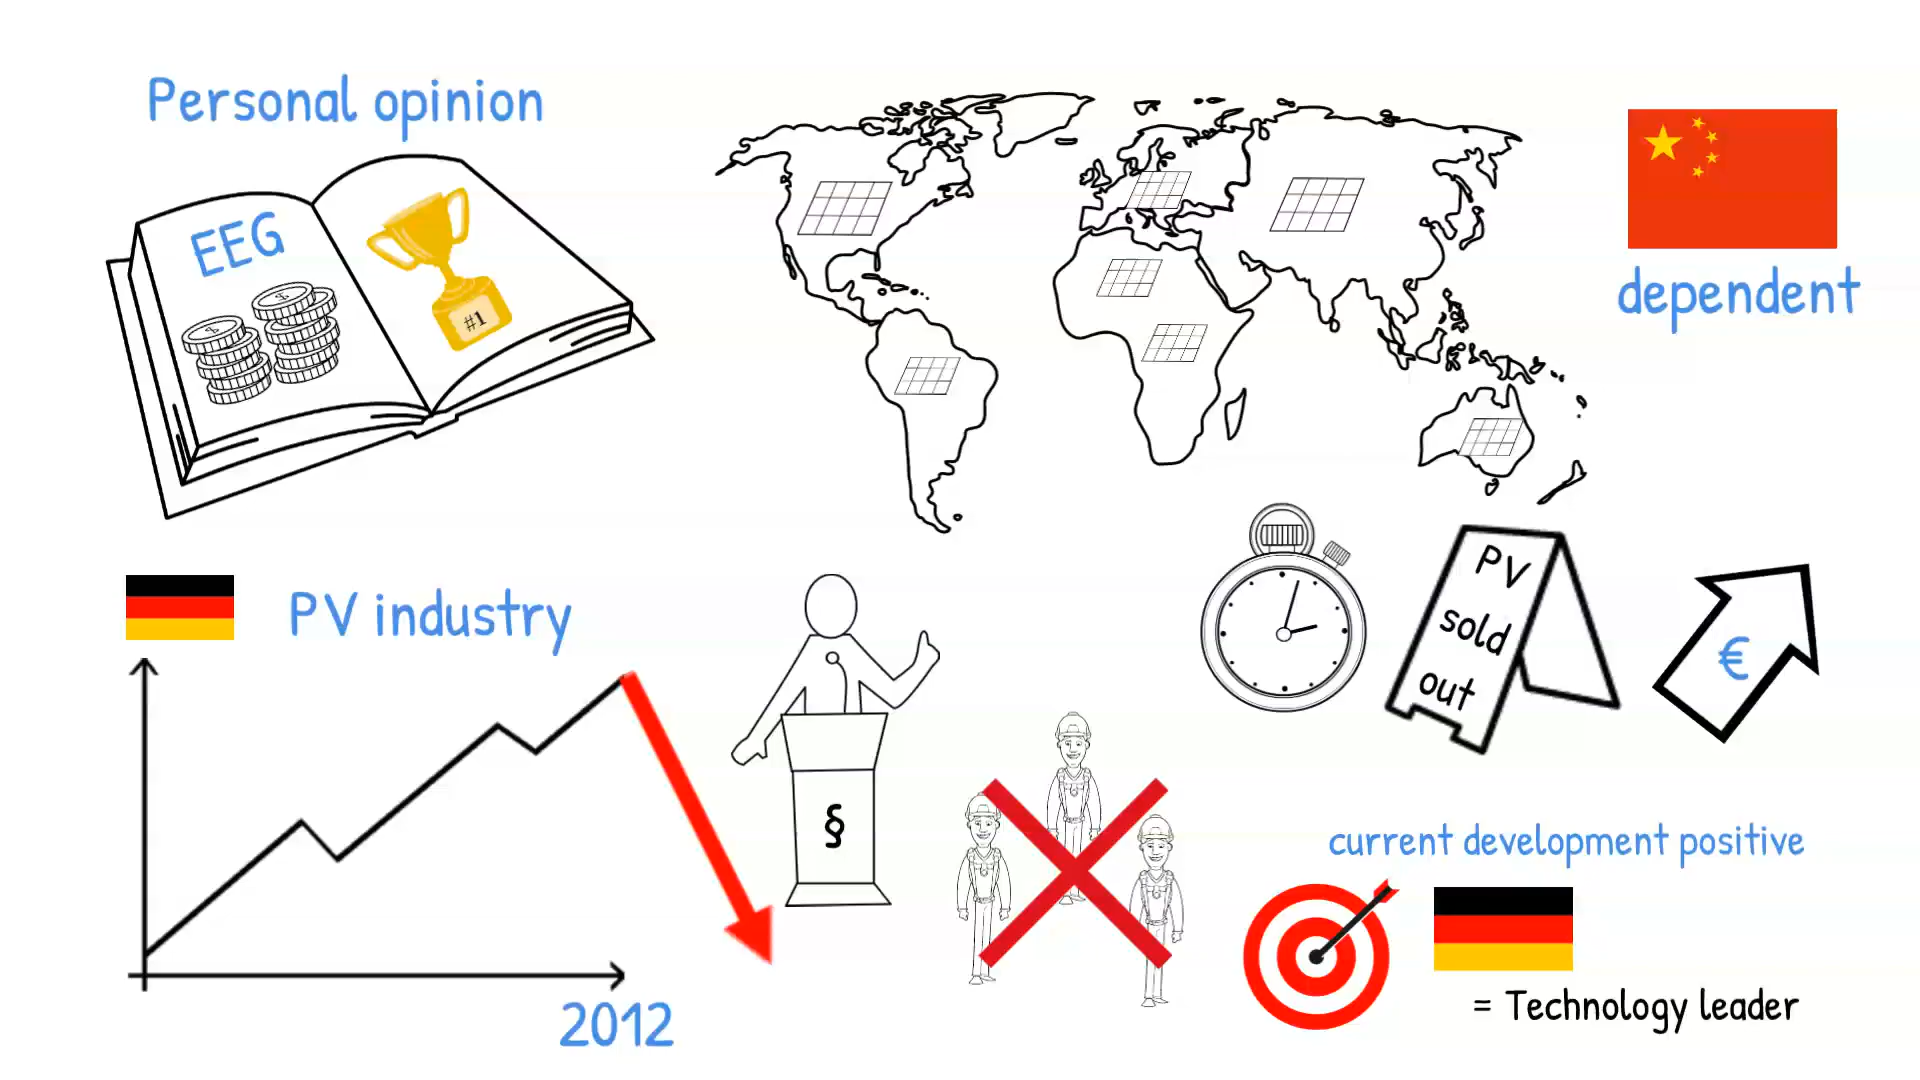 Personal opinion
EEG
$
$
#1
dependent
PV industry
2012
§
PV
sold
out
€
current development positive
= Technology leader